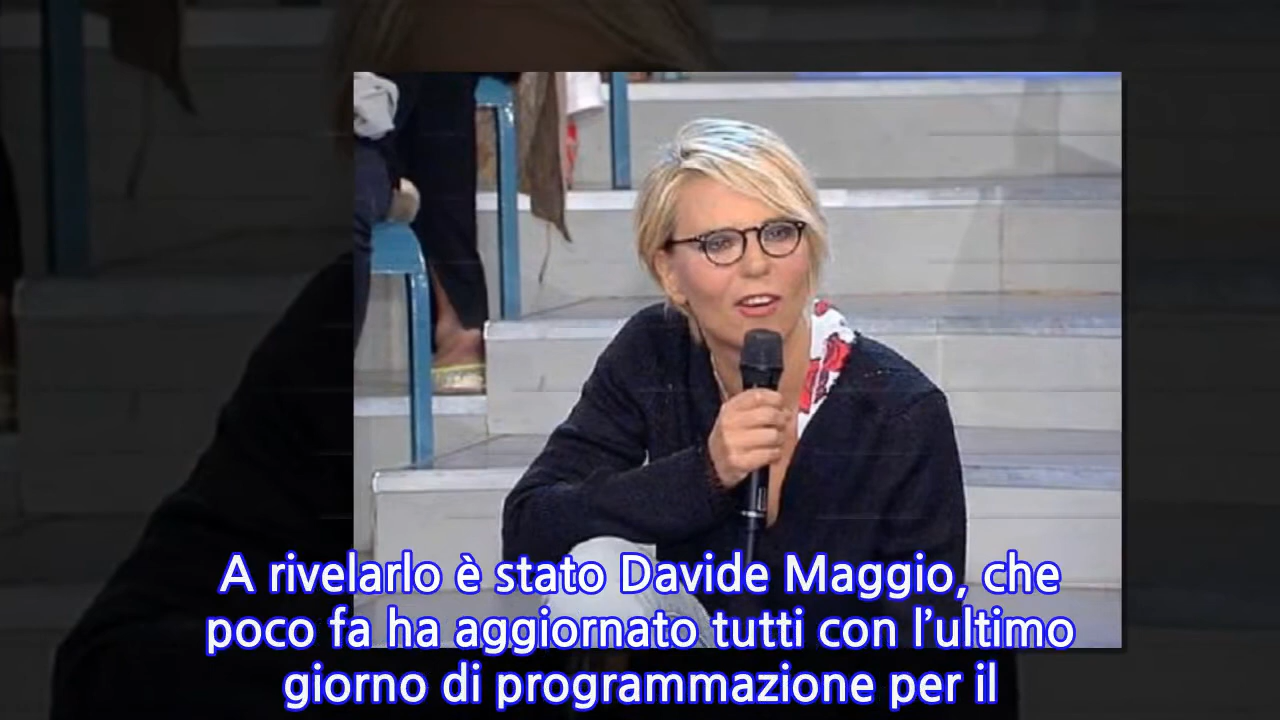 A rivelarlo è stato Davide Maggio, che
poco fa ha aggiornato tutti con l’ultimo
giorno di programmazione per il